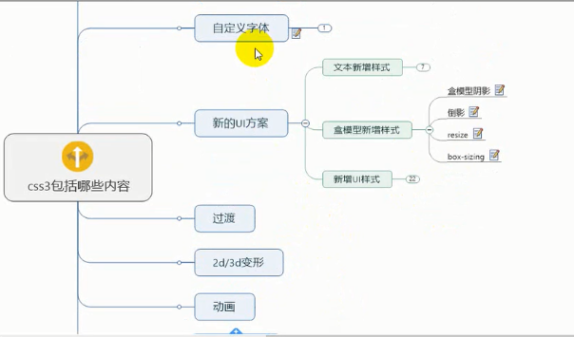 自定义字体
1
文本新增样式
7
盒模型阴影
倒影
新的UI方案
盒模型新增样式
resize
box-sizing
新增UI样式
css3包括哪些内容
过渡
2d/3d变形
动画